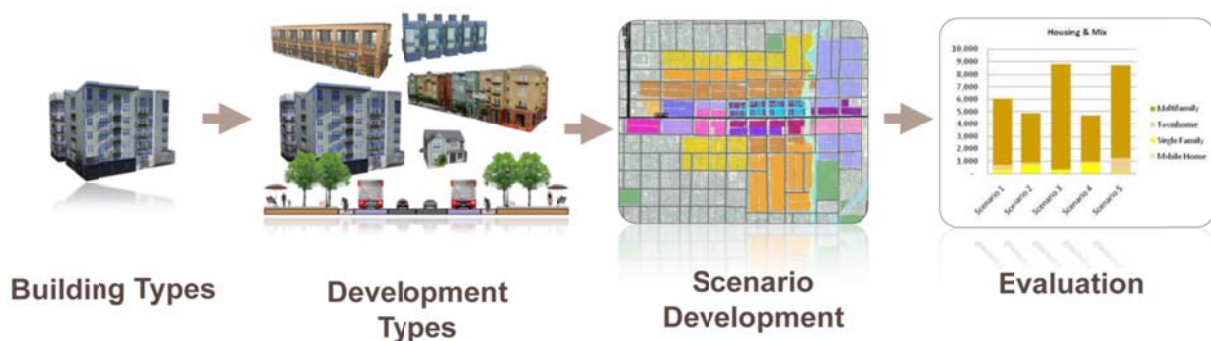 Building Types
Development
Types
Scenario
Development
Evaluation
Housing & Mix
10,000
9,000
8,000
7,000
6,000
5,000
4,000
3,000
2,000
1,000
-
Scenario 1
Scenario 2
Scenario 3
Scenario 4
Scenario 5
Multifamily
Townhome
Single Family
Mobile Home